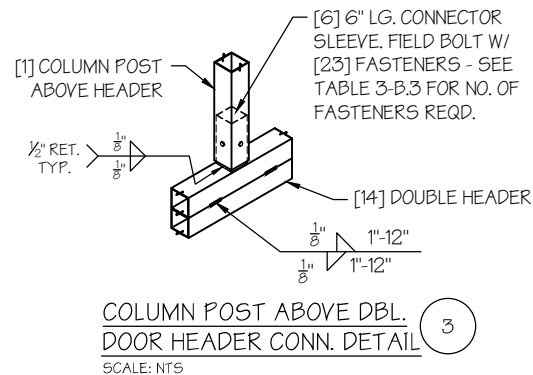 [6] 6" LG. CONNECTOR
SLEEVE. FIELD BOLT W/
[23] FASTENERS - SEE
TABLE 3-B.3 FOR NO. OF
FASTENERS REQD.
[1] COLUMN POST
ABOVE HEADER
½" RET.
TYP.
1/8"
1/8"
[14] DOUBLE HEADER
1/8" 1"-12"
1/8" 1"-12"
COLUMN POST ABOVE DBL.
DOOR HEADER CONN. DETAIL
3
SCALE: NTS